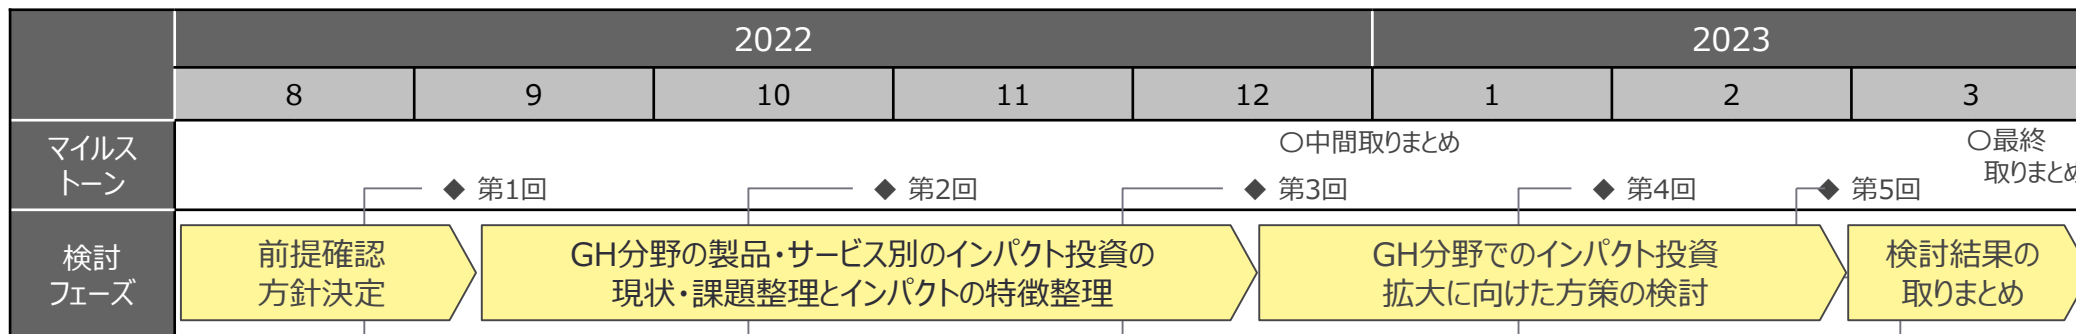 2022
2023
8
9
10
11
12
1
2
3
マイルス
トーン
〇中間取りまとめ
〇最終
取りまとめ
◆ 第1回
◆ 第2回
◆ 第3回
◆ 第4回
◆ 第5回
検討
フェーズ
前提確認
方針決定
GH分野の製品・サービス別のインパクト投資の
現状・課題整理とインパクトの特徴整理
GH分野でのインパクト投資
拡大に向けた方策の検討
検討結果の
取りまとめ